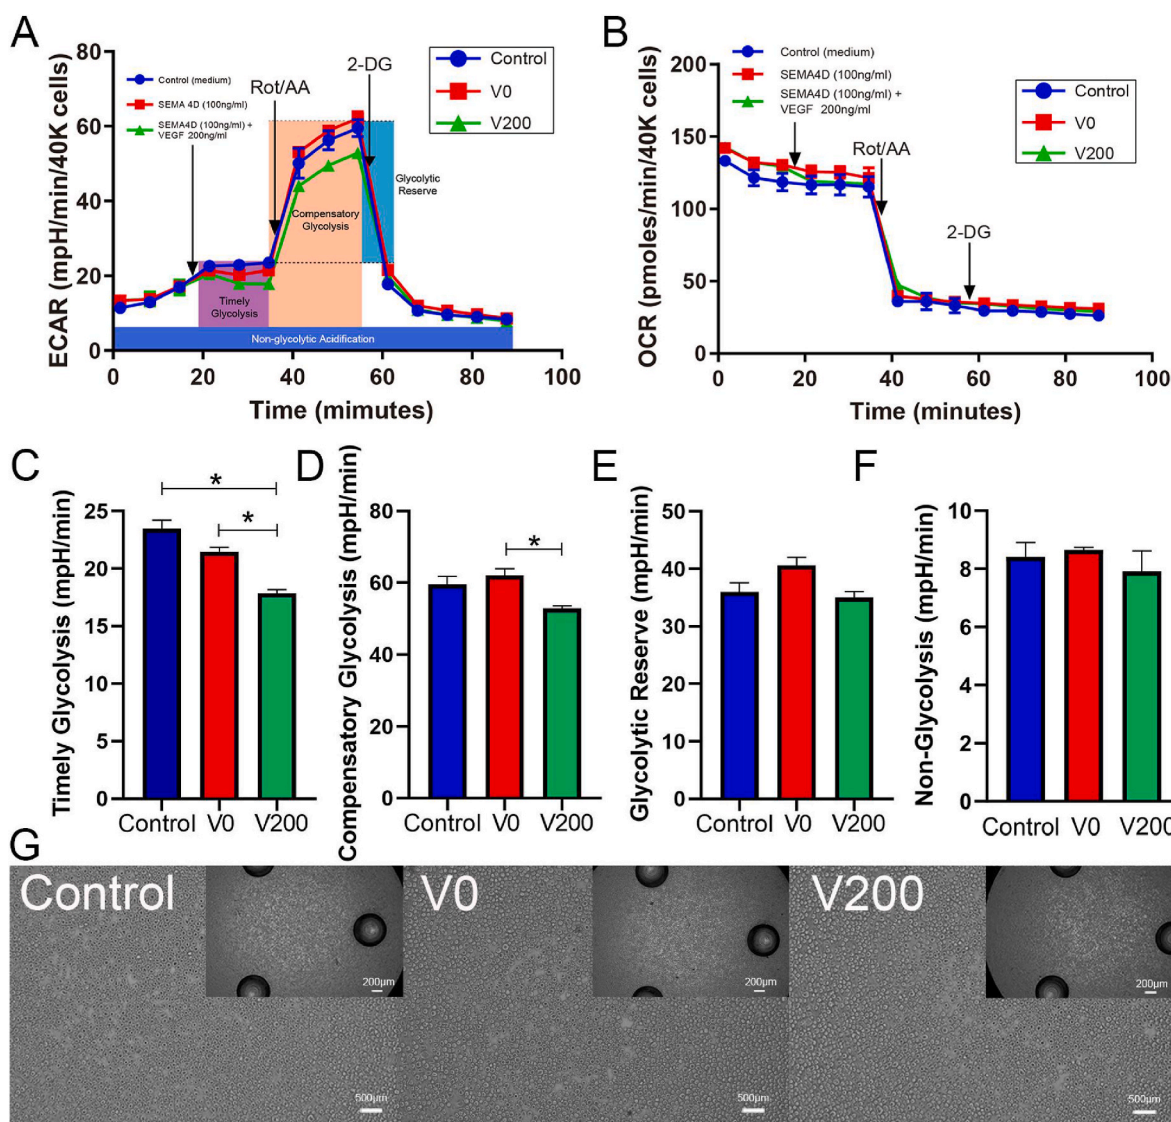 A
ECAR (mpH/min/40K cells)
80
60
40
20
0
0
20
40
60
80
100
Time (mimutes)
Control (medium)
SEMA 4D (100ng/ml)
SEMA4D (100ng/ml) +
VEGF 200ng/ml
Rot/AA
2-DG
Control
V0
V200
Glycolytic
Reserve
Compensatory
Glycolysis
Timely
Glycolysis
Non-glycolytic Acidification
B
OCR (pmoles/min/40K cells)
200
150
100
50
0
0
20
40
60
80
100
Time (minutes)
Control (medium)
SEMA4D (100ng/ml)
SEMA4D (100ng/ml) +
VEGF 200ng/ml
Rot/AA
2-DG
Control
V0
V200
C
Timely Glycolysis (mpH/min)
25
20
15
10
5
0
*
*
Control V0 V200
D
Compensatory Glycolysis (mpH/min)
80
60
40
20
0
*
Control V0 V200
E
Glycolytic Reserve (mpH/min)
50
40
30
20
10
0
Control V0 V200
F
Non-Glycolysis (mpH/min)
10
8
6
4
2
0
Control V0 V200
G
Control
200μm
500μm
V0
200μm
500μm
V200
200μm
500μm